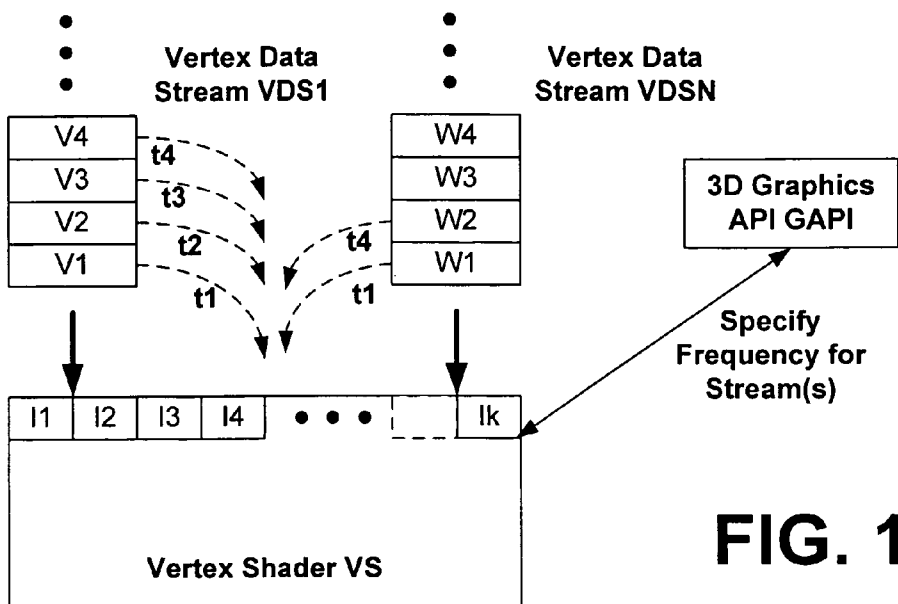 Vertex Data
Stream VDS1
Vertex Data
Stream VDSN
V4
V3
V2
V1
t4
t3
t2
t1
W4
W3
W2
W1
t4
t1
3D Graphics
API GAPI
Specify
Frequency for
Stream(s)
I1 I2 I3 I4 Ik
Vertex Shader VS
FIG. 1